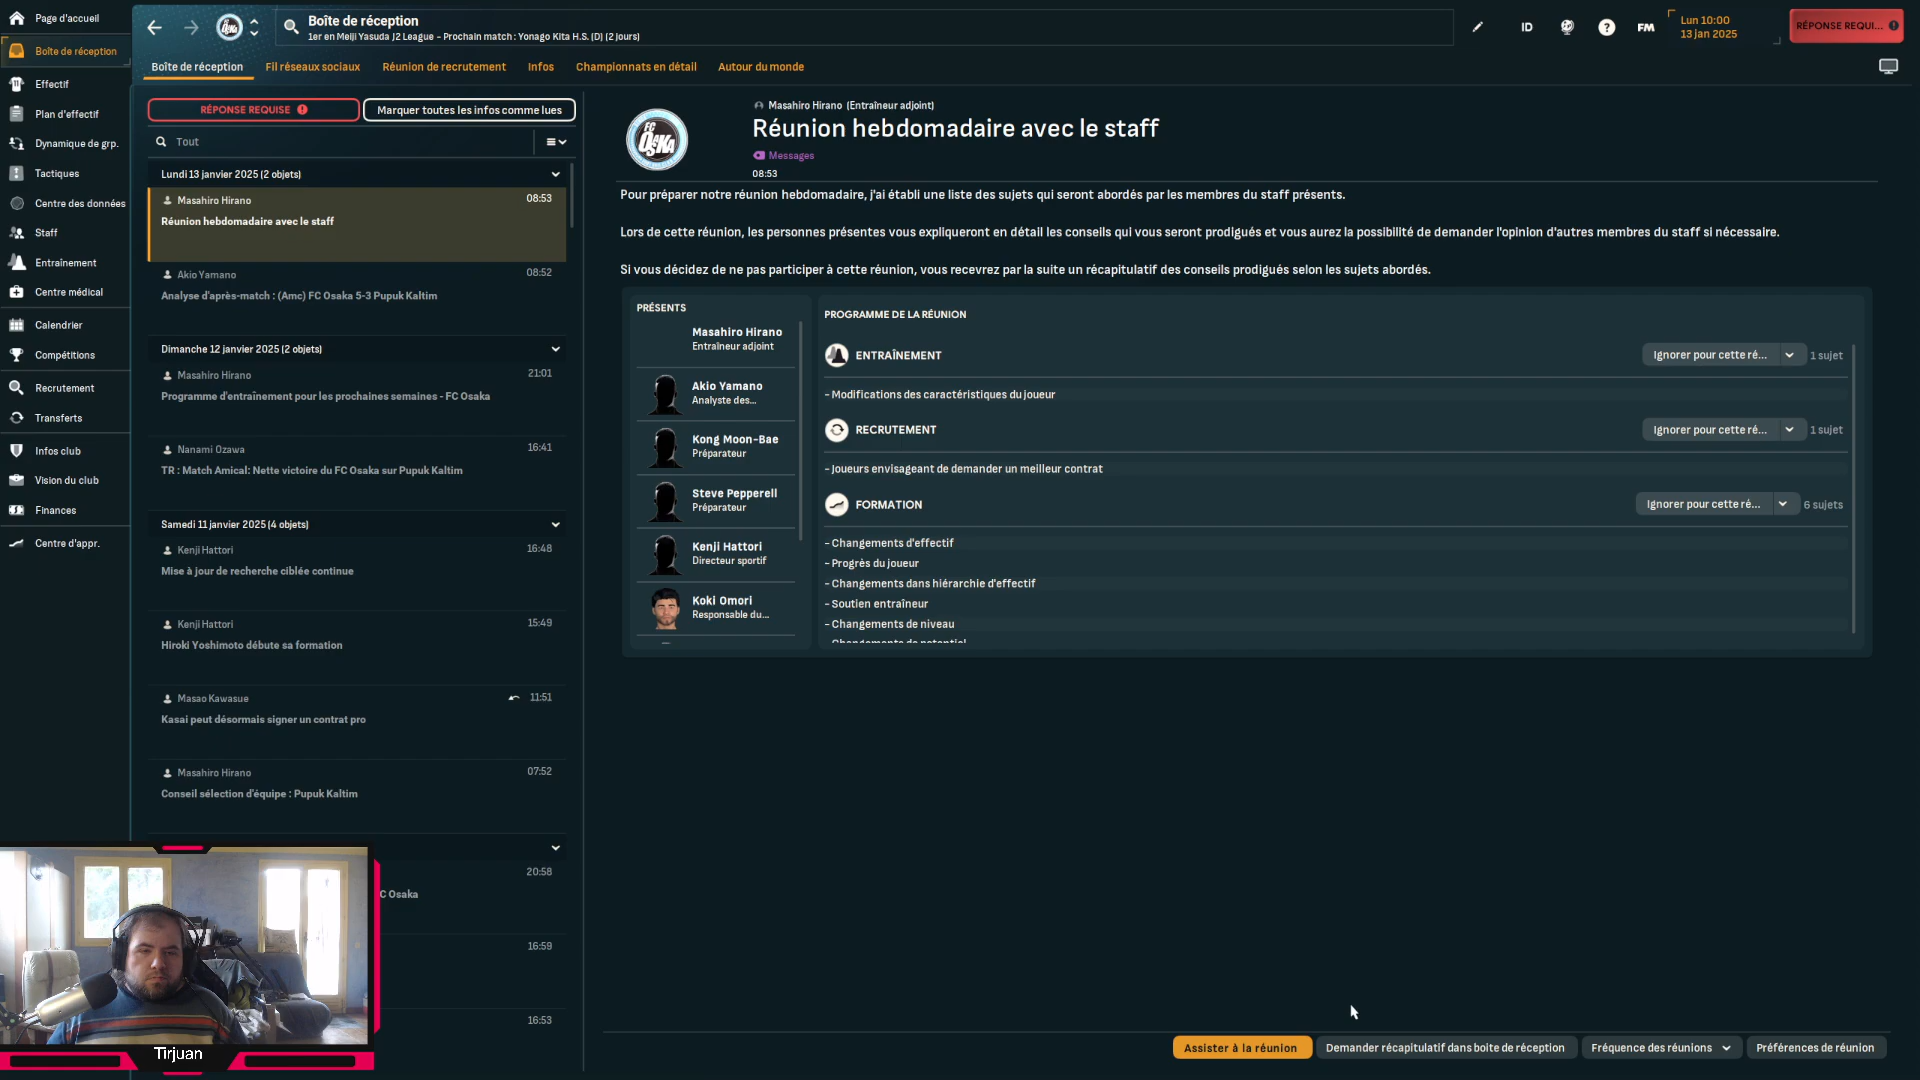 Page d'accueil
Boîte de réception
Effectif
Plan d'effectif
Dynamique de grp.
Tactiques
Centre des données
Staff
Entraînement
Centre médical
Calendrier
Compétitions
Recrutement
Transferts
Infos club
Vision du club
Finances
Centre d'appr.
Boîte de réception
1er en Meiji Yasuda J2 League - Prochain match : Yonago Kita H.S. (D) (2 jours)
ID
?
FM
Lun 10:00
13 jan 2025
RÉPONSE REQUI...
Boîte de réception
Fil réseaux sociaux
Réunion de recrutement
Infos
Championnats en détail
Autour du monde
RÉPONSE REQUISE
Marquer toutes les infos comme lues
Tout
Lundi 13 janvier 2025 (2 objets)
Masahiro Hirano 08:53
Réunion hebdomadaire avec le staff
Akio Yamano 08:52
Analyse d'après-match : (Amc) FC Osaka 5-3 Pupuk Kaltim
Dimanche 12 janvier 2025 (2 objets)
Masahiro Hirano 21:01
Programme d'entraînement pour les prochaines semaines - FC Osaka
Nanami Ozawa 16:41
TR : Match Amical: Nette victoire du FC Osaka sur Pupuk Kaltim
Samedi 11 janvier 2025 (4 objets)
Kenji Hattori 16:48
Mise à jour de recherche ciblée continue
Kenji Hattori 15:49
Hiroki Yoshimoto débute sa formation
Masao Kawasue 11:51
Kasai peut désormais signer un contrat pro
Masahiro Hirano 07:52
Conseil sélection d'équipe : Pupuk Kaltim
20:58
C Osaka
16:59
16:53
Tirjuan
FC OSAKA
Masahiro Hirano (Entraîneur adjoint)
Réunion hebdomadaire avec le staff
Messages
08:53
Pour préparer notre réunion hebdomadaire, j'ai établi une liste des sujets qui seront abordés par les membres du staff présents.
Lors de cette réunion, les personnes présentes vous expliqueront en détail les conseils qui vous seront prodigués et vous aurez la possibilité de demander l'opinion d'autres membres du staff si nécessaire.
Si vous décidez de ne pas participer à cette réunion, vous recevrez par la suite un récapitulatif des conseils prodigués selon les sujets abordés.
PRÉSENTS
Masahiro Hirano
Entraîneur adjoint
Akio Yamano
Analyste des...
Kong Moon-Bae
Préparateur
Steve Pepperell
Préparateur
Kenji Hattori
Directeur sportif
Koki Omori
Responsable du...
PROGRAMME DE LA RÉUNION
ENTRAÎNEMENT Ignorer pour cette ré... 1 sujet
- Modifications des caractéristiques du joueur
RECRUTEMENT Ignorer pour cette ré... 1 sujet
- Joueurs envisageant de demander un meilleur contrat
FORMATION Ignorer pour cette ré... 6 sujets
- Changements d'effectif
- Progrès du joueur
- Changements dans hiérarchie d'effectif
- Soutien entraîneur
- Changements de niveau
- Changements de potentiel
Assister à la réunion
Demander récapitulatif dans boite de réception
Fréquence des réunions
Préférences de réunion